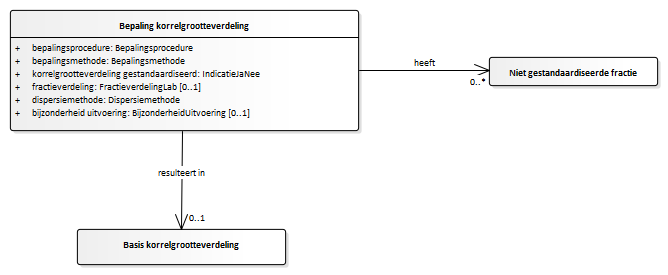 Bepaling korrelgrootteverdeling
+ bepalingsprocedure: Bepalingsprocedure
+ bepalingsmethode: Bepalingsmethode
+ korrelgrootteverdeling gestandaardiseerd: IndicatieJaNee
+ fractieverdeling: FractieverdelingLab [0..1]
+ dispersiemethode: Dispersiemethode
+ bijzonderheid uitvoering: BijzonderheidUitvoering [0..1]
heeft
0..*
Niet gestandaardiseerde fractie
resulteert in
0..1
Basis korrelgrootteverdeling